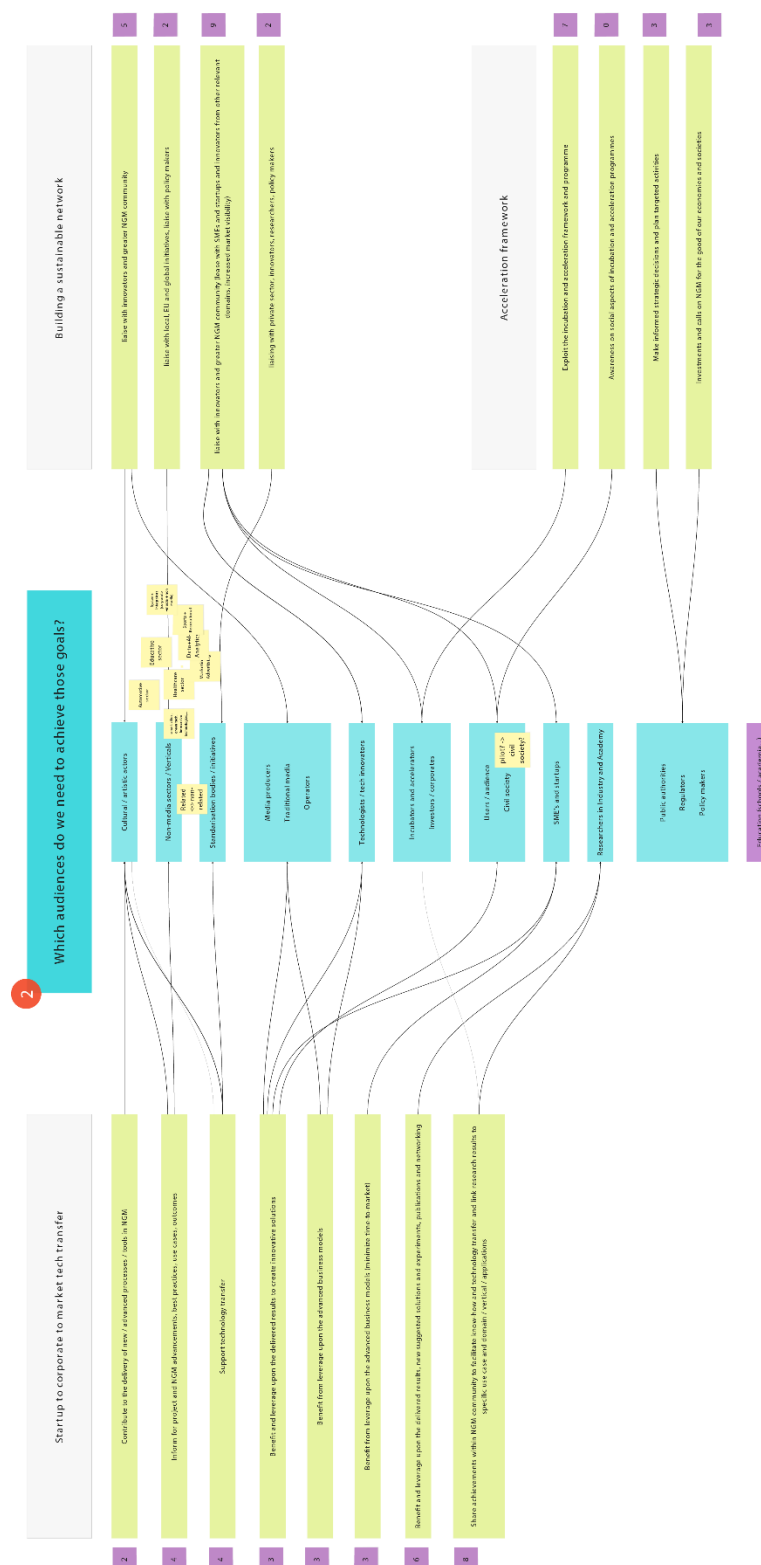 2
Which audiences do we need to achieve those goals?
Startup to corporate to market tech transfer
Contribute to the delivery of new / advanced processes / tools in NGM
2
Inform for project and NGM advancements, best practices, use cases, outcomes
4
Support technology transfer
4
Benefit and leverage upon the delivered results to create innovative solutions
3
Benefit from leverage upon the advanced business models
3
Benefit from leverage upon the advanced business models (minimize time to market)
3
Benefit and leverage upon the delivered results, new suggested solutions and experiments, publications and networking
6
Share achievements within NGM community to facilitate know-how and technology transfer and link research results to
specific use case and domain / vertical / applications
8
Cultural / artistic actors
Non-media sectors / Verticals
Standarisation bodies / initiatives
Media producers
Traditional media
Operators
Technologists / tech innovators
Incubators and accelerators
Investors / corporates
Users / audience
Civil society
SME's and startups
Researchers in Industry and Academy
Public authorities
Regulators
Policy makers
Related
related
Automotive
sector
Education
sector
Healthcare
sector
Analytics
pilot? ->
civil
society?
Building a sustainable network
liaise with innovators and greater NGM community
5
liaise with local, EU and global initiatives, liaise with policy makers
2
liaise with innovators and greater NGM community (liase with SMEs and startups and innovators from other relevant
domains, increased market visibility)
9
liaising with private sector, innovators, researchers, policy makers
2
Acceleration framework
Exploit the incubation and acceleration framework and programme
7
Awareness on social aspects of incubation and acceleration programmes
0
Make informed strategic decisions and plan targeted activities
3
Investments and calls on NGM for the good of our economies and societies
3